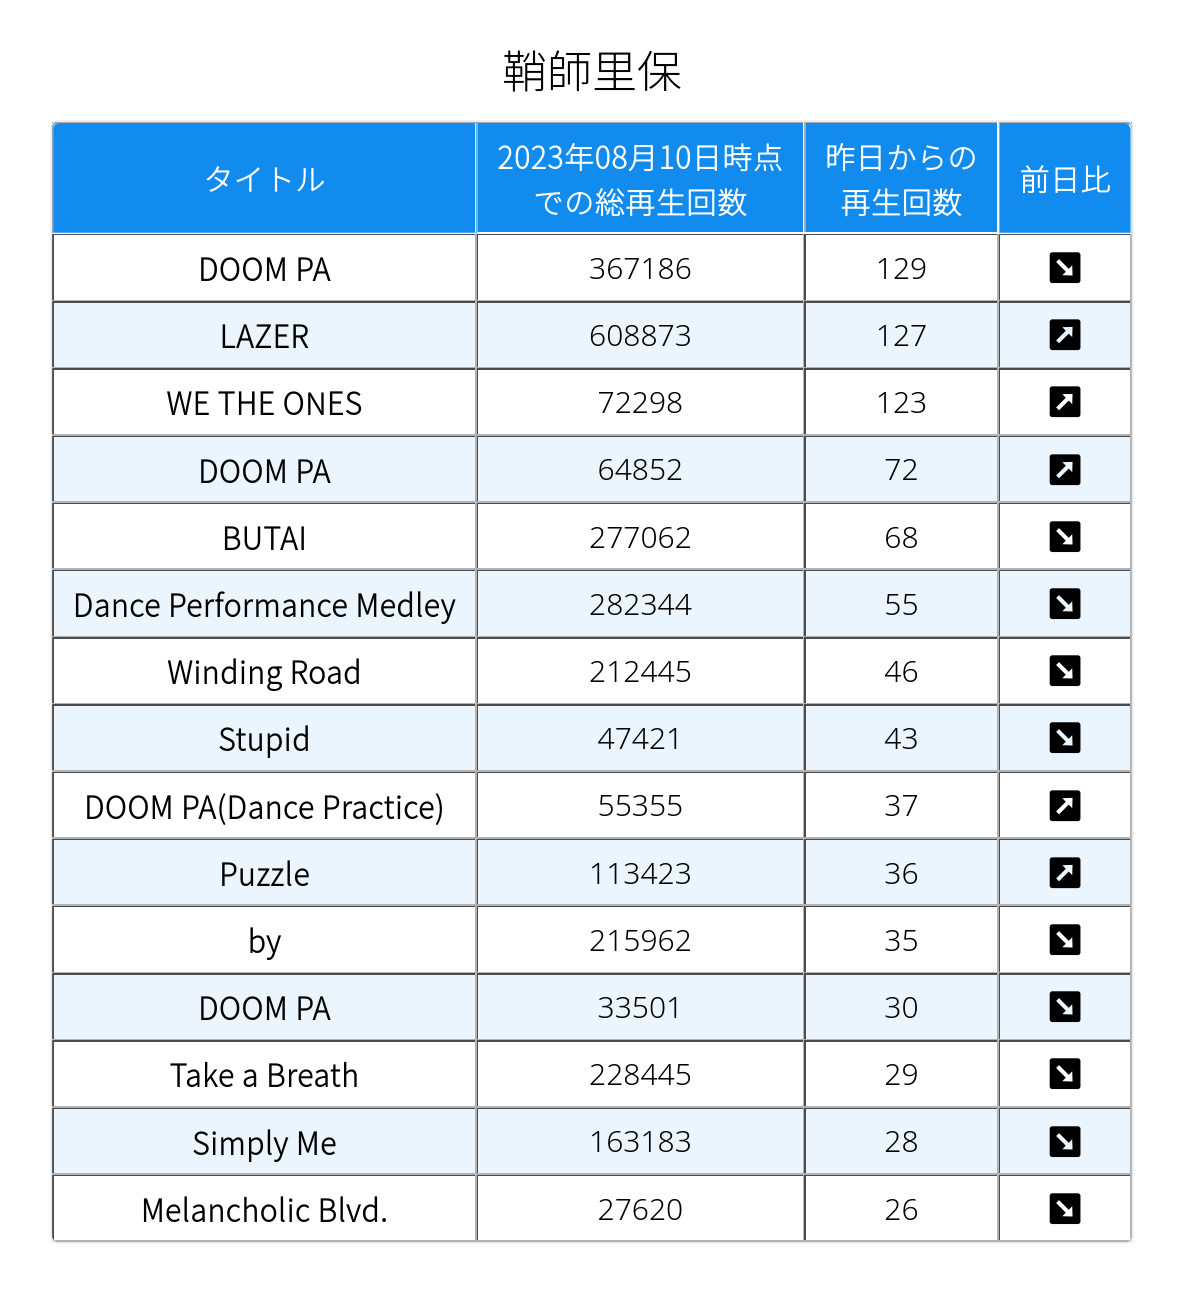 鞘師里保
タイトル 2023年08月10日時点での総再生回数 昨日からの再生回数 前日比
DOOM PA 367186 129 ↘
LAZER 608873 127 ↗
WE THE ONES 72298 123 ↗
DOOM PA 64852 72 ↗
BUTAI 277062 68 ↘
Dance Performance Medley 282344 55 ↘
Winding Road 212445 46 ↘
Stupid 47421 43 ↘
DOOM PA(Dance Practice) 55355 37 ↗
Puzzle 113423 36 ↗
by 215962 35 ↘
DOOM PA 33501 30 ↘
Take a Breath 228445 29 ↘
Simply Me 163183 28 ↘
Melancholic Blvd. 27620 26 ↘